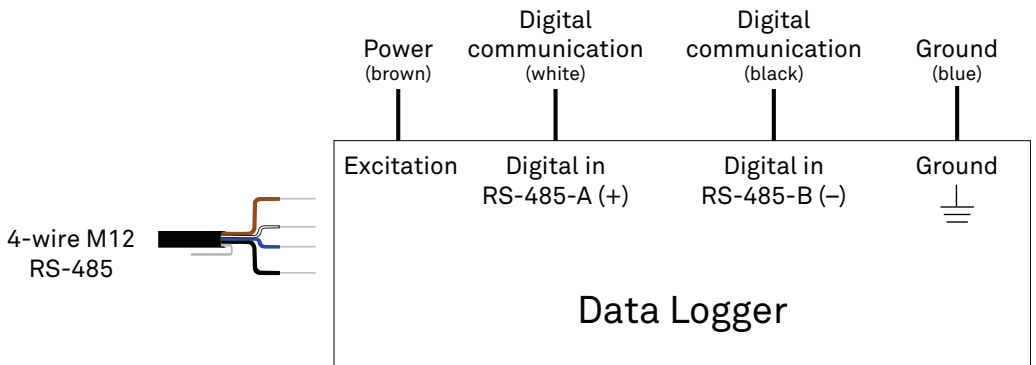 Power
(brown)
Digital
communication
(white)
Digital
communication
(black)
Ground
(blue)
Excitation
Digital in
RS-485-A (+)
Digital in
RS-485-B (–)
Ground
4-wire M12
RS-485
Data Logger